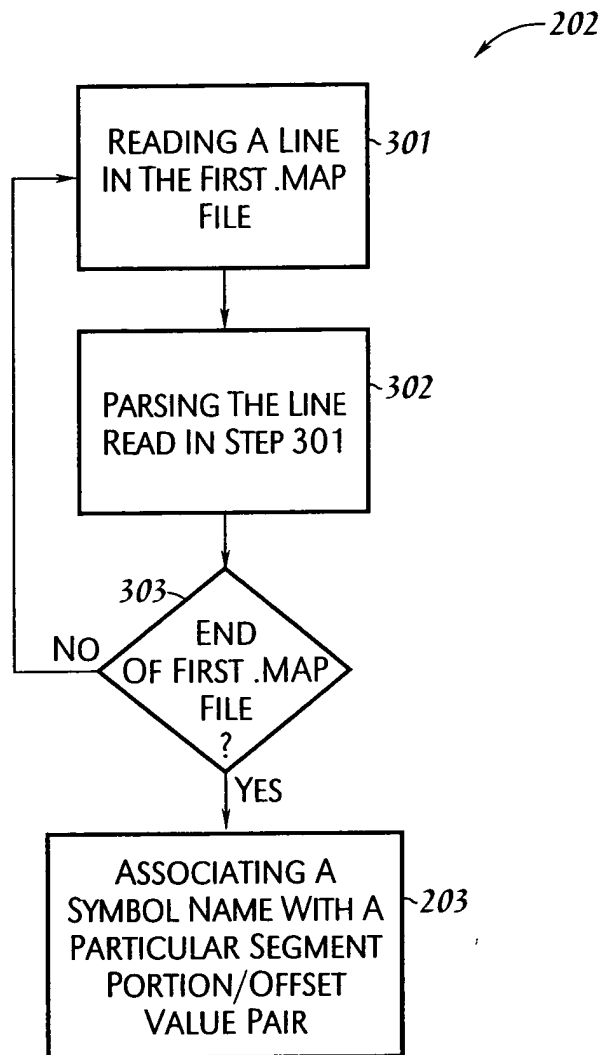 202
READING A LINE
IN THE FIRST .MAP
FILE
301
PARSING THE LINE
READ IN STEP 301
302
303
END
OF FIRST .MAP
FILE
?
NO
YES
ASSOCIATING A
SYMBOL NAME WITH A
PARTICULAR SEGMENT
PORTION/OFFSET
VALUE PAIR
203